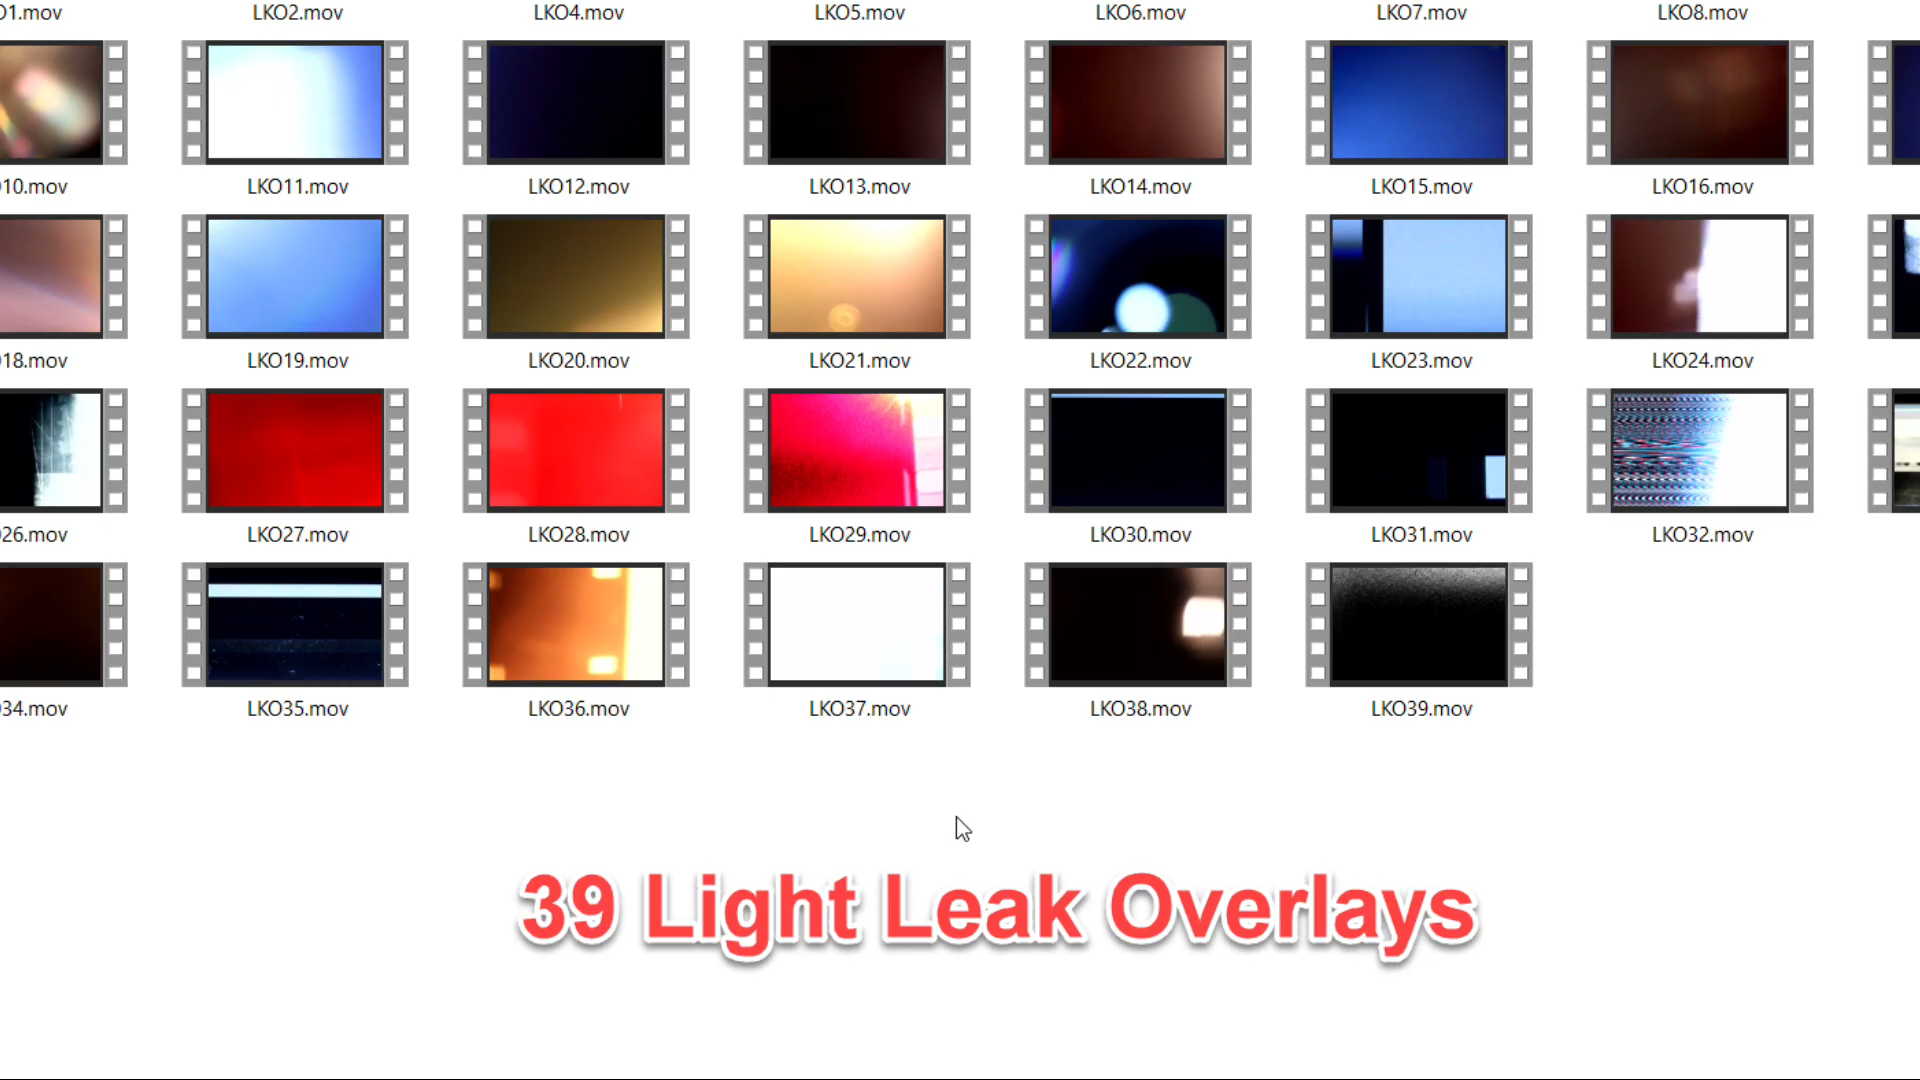 O1.mov LKO2.mov LKO4.mov LKO5.mov LKO6.mov LKO7.mov LKO8.mov
10.mov LKO11.mov LKO12.mov LKO13.mov LKO14.mov LKO15.mov LKO16.mov
18.mov LKO19.mov LKO20.mov LKO21.mov LKO22.mov LKO23.mov LKO24.mov
26.mov LKO27.mov LKO28.mov LKO29.mov LKO30.mov LKO31.mov LKO32.mov
34.mov LKO35.mov LKO36.mov LKO37.mov LKO38.mov LKO39.mov
39 Light Leak Overlays